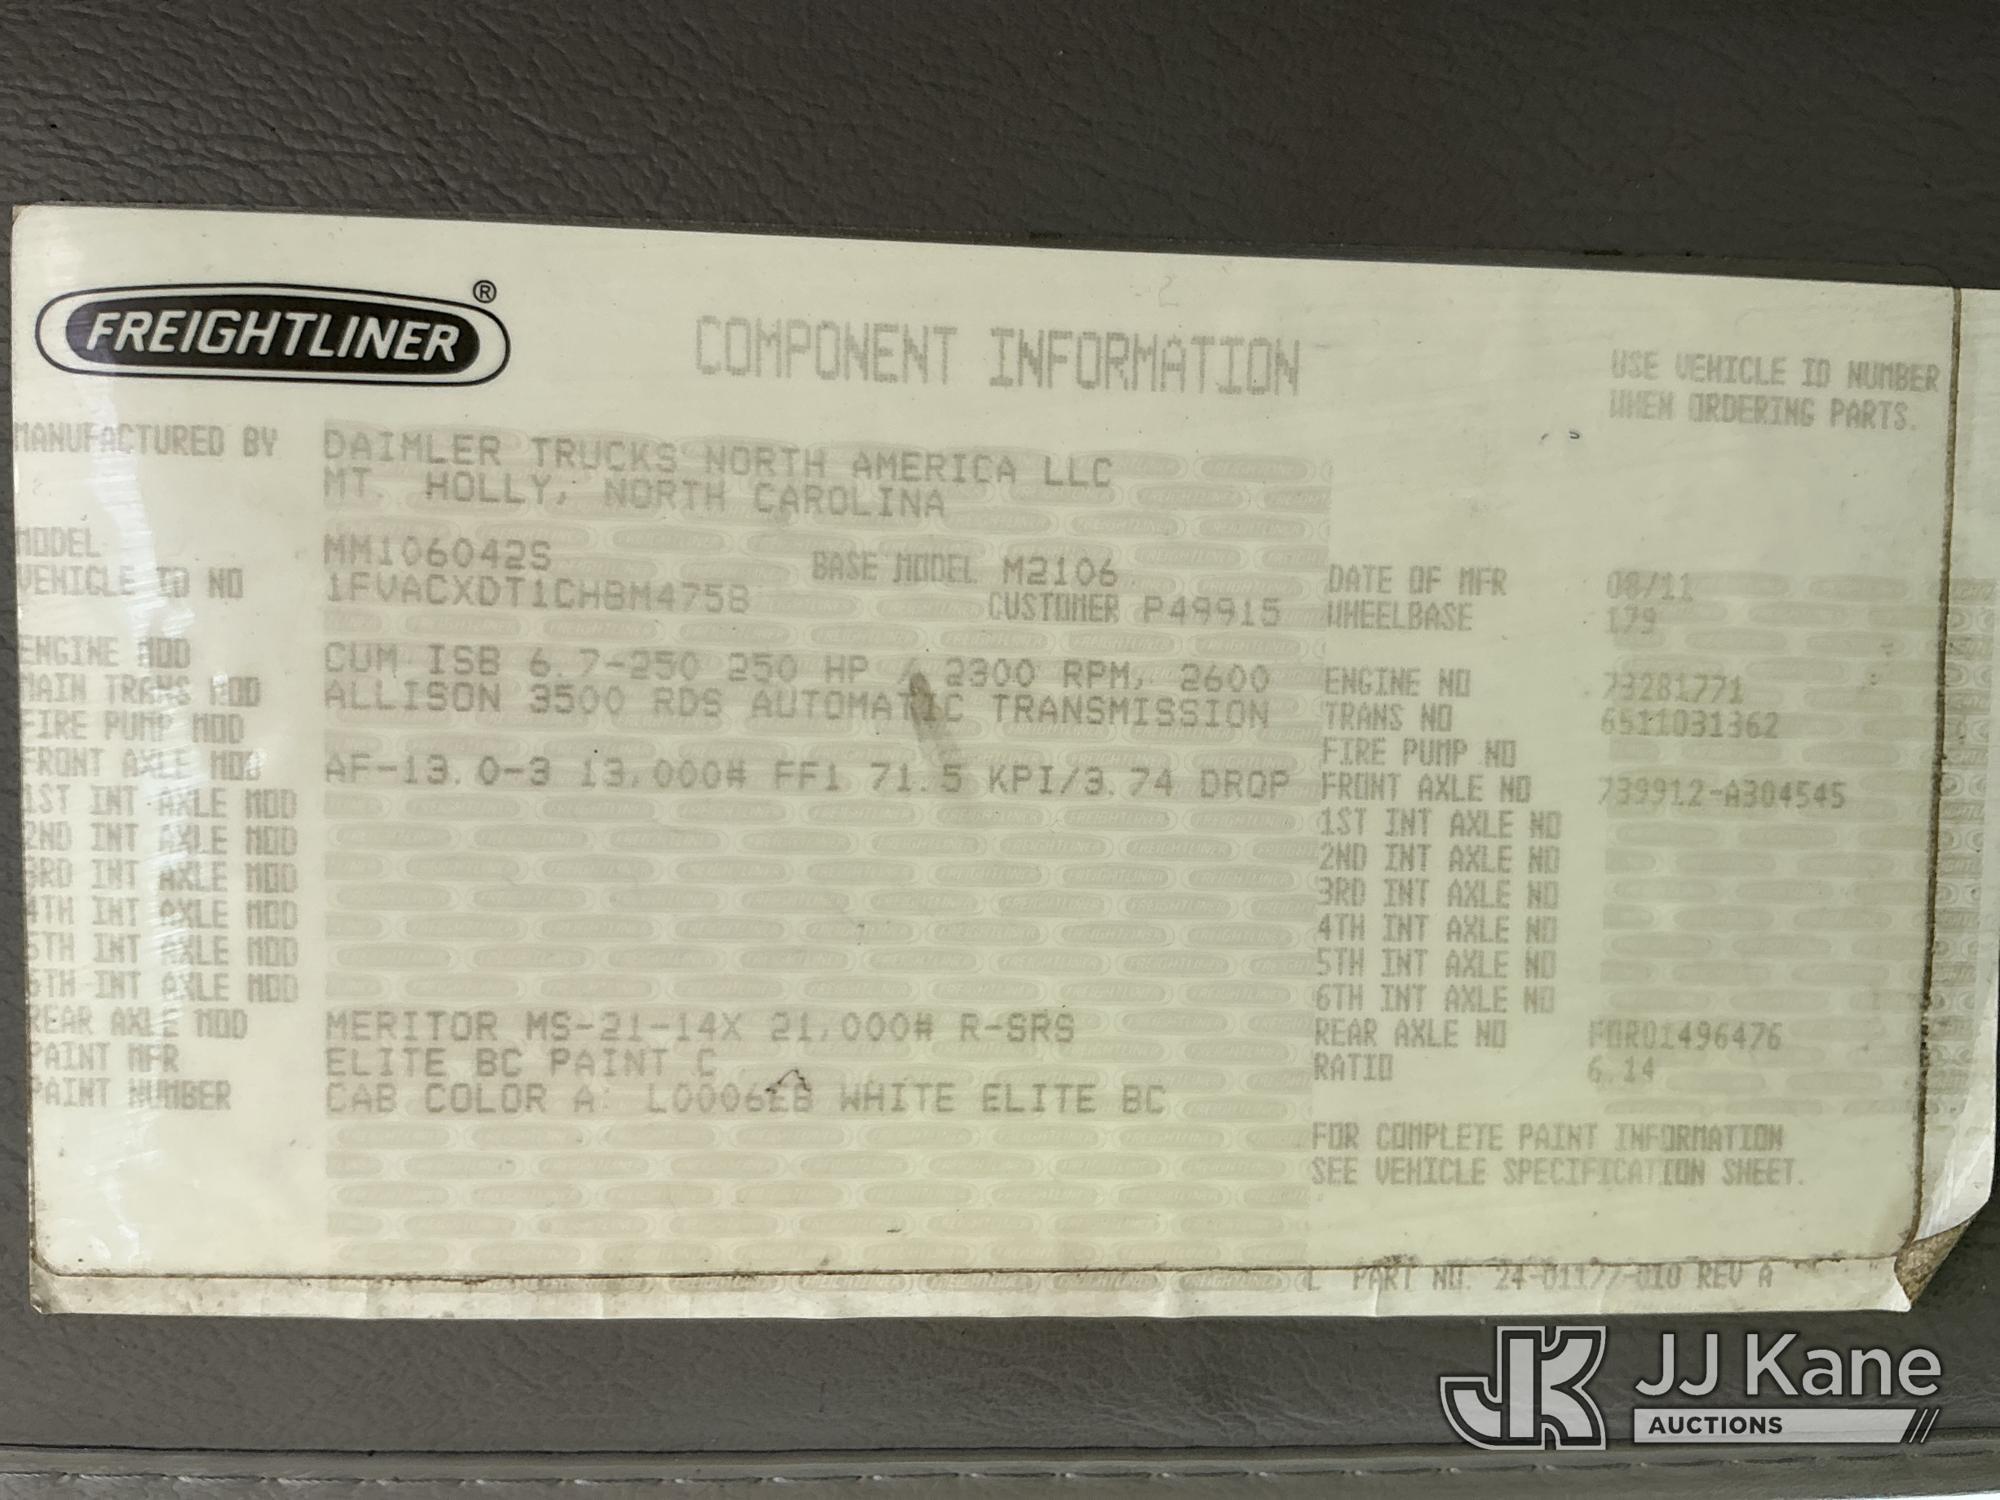 FREIGHTLINER ®
COMPONENT INFORMATION
USE VEHICLE ID NUMBER
WHEN ORDERING PARTS.
MANUFACTURED BY DAIMLER TRUCKS NORTH AMERICA LLC
MT. HOLLY, NORTH CAROLINA
MODEL MM106042S BASE MODEL M2106 DATE OF MFR 08/11
VEHICLE ID NO 1FVACXDT1CHBM4758 CUSTOMER P49915 WHEELBASE 179
ENGINE MOD CUM ISB 6.7-250 250 HP / 2300 RPM, 2600 ENGINE NO 73281771
MAIN TRANS MOD ALLISON 3500 RDS AUTOMATIC TRANSMISSION TRANS NO 6511031362
FIRE PUMP MOD FIRE PUMP NO
FRONT AXLE MOD AF-13.0-3 13,000# FF1 71.5 KPI/3.74 DROP FRONT AXLE NO 739912-A304545
1ST INT AXLE MOD 1ST INT AXLE NO
2ND INT AXLE MOD 2ND INT AXLE NO
3RD INT AXLE MOD 3RD INT AXLE NO
4TH INT AXLE MOD 4TH INT AXLE NO
5TH INT AXLE MOD 5TH INT AXLE NO
6TH INT AXLE MOD 6TH INT AXLE NO
REAR AXLE MOD MERITOR MS-21-14X 21,000# R-SRS REAR AXLE NO FOR01496476
PAINT MFR ELITE BC PAINT C RATIO 6.14
PAINT NUMBER CAB COLOR A: L0006EB WHITE ELITE BC
FOR COMPLETE PAINT INFORMATION
SEE VEHICLE SPECIFICATION SHEET.
L PART NO. 24-01177-010 REV A
JK JJ Kane
AUCTIONS